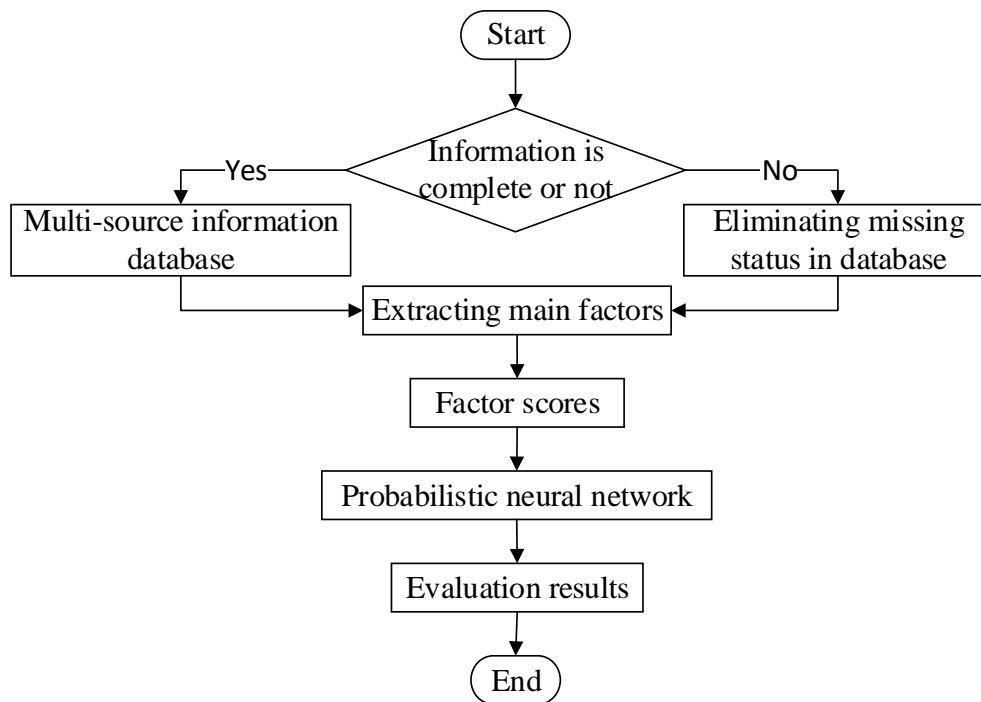 Start
Information is
complete or not
Yes
No
Multi-source information
database
Eliminating missing
status in database
Extracting main factors
Factor scores
Probabilistic neural network
Evaluation results
End